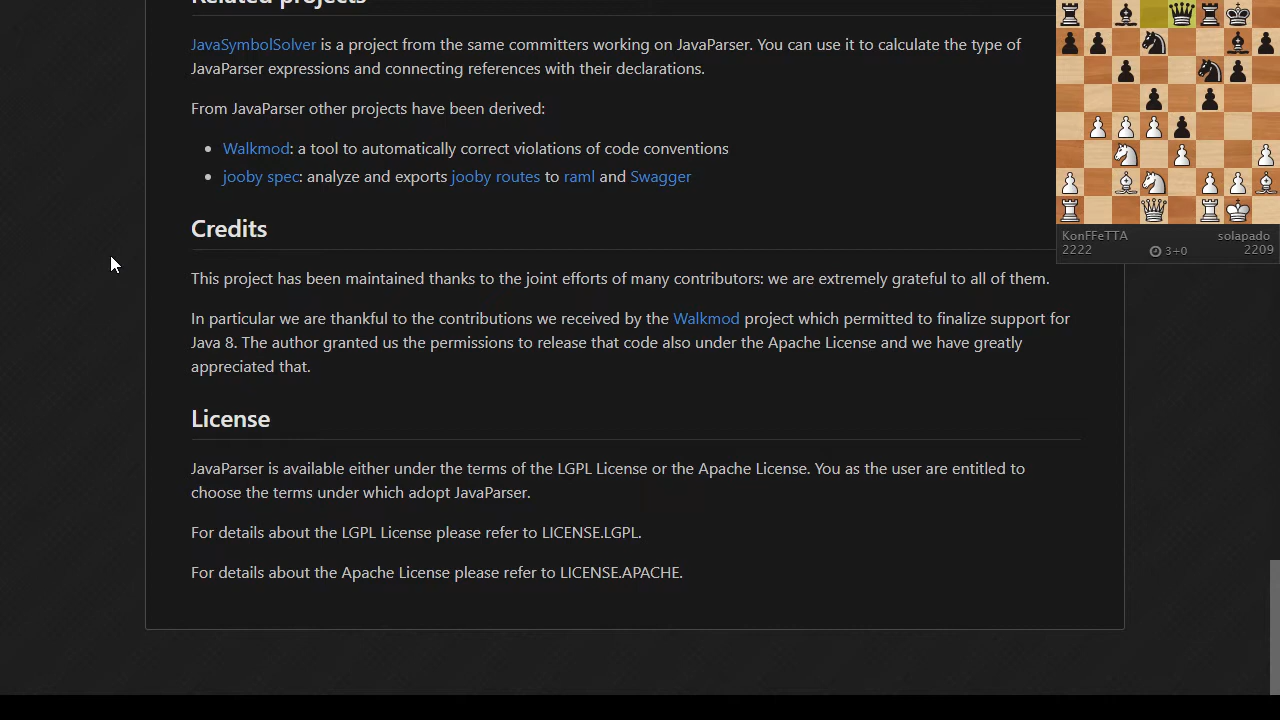 Related projects
JavaSymbolSolver is a project from the same committers working on JavaParser. You can use it to calculate the type of
JavaParser expressions and connecting references with their declarations.
From JavaParser other projects have been derived:
Walkmod: a tool to automatically correct violations of code conventions
jooby spec: analyze and exports jooby routes to raml and Swagger
Credits
This project has been maintained thanks to the joint efforts of many contributors: we are extremely grateful to all of them.
In particular we are thankful to the contributions we received by the Walkmod project which permitted to finalize support for
Java 8. The author granted us the permissions to release that code also under the Apache License and we have greatly
appreciated that.
License
JavaParser is available either under the terms of the LGPL License or the Apache License. You as the user are entitled to
choose the terms under which adopt JavaParser.
For details about the LGPL License please refer to LICENSE.LGPL.
For details about the Apache License please refer to LICENSE.APACHE.
KonFFeTTA solapado
2222 3+0 2209